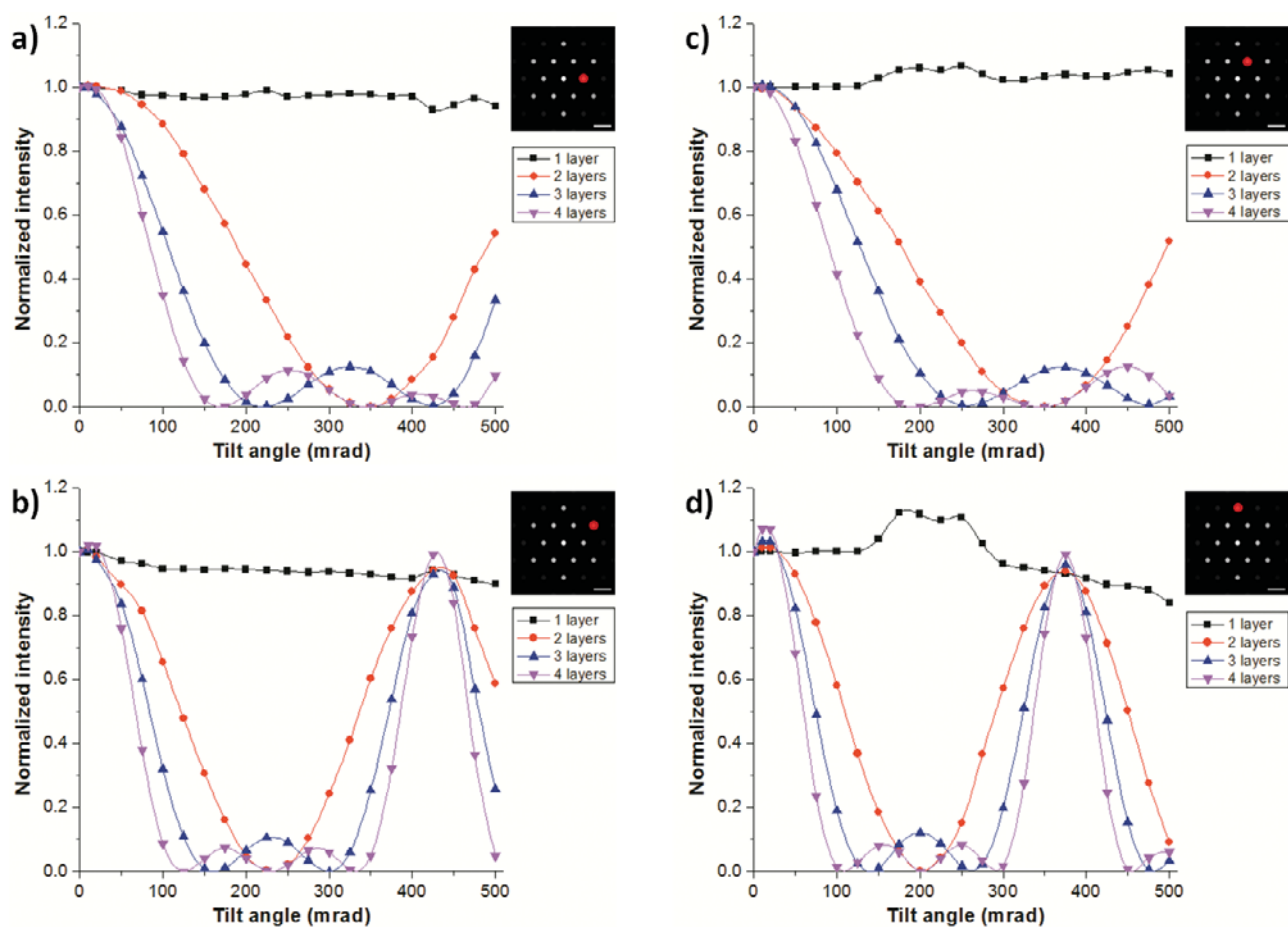 a)
Normalized intensity
1.2
1.0
0.8
0.6
0.4
0.2
0.0
0 100 200 300 400 500
Tilt angle (mrad)
1 layer
2 layers
3 layers
4 layers
c)
Normalized intensity
1.2
1.0
0.8
0.6
0.4
0.2
0.0
0 100 200 300 400 500
Tilt angle (mrad)
1 layer
2 layers
3 layers
4 layers
b)
Normalized intensity
1.2
1.0
0.8
0.6
0.4
0.2
0.0
0 100 200 300 400 500
Tilt angle (mrad)
1 layer
2 layers
3 layers
4 layers
d)
Normalized intensity
1.2
1.0
0.8
0.6
0.4
0.2
0.0
0 100 200 300 400 500
Tilt angle (mrad)
1 layer
2 layers
3 layers
4 layers